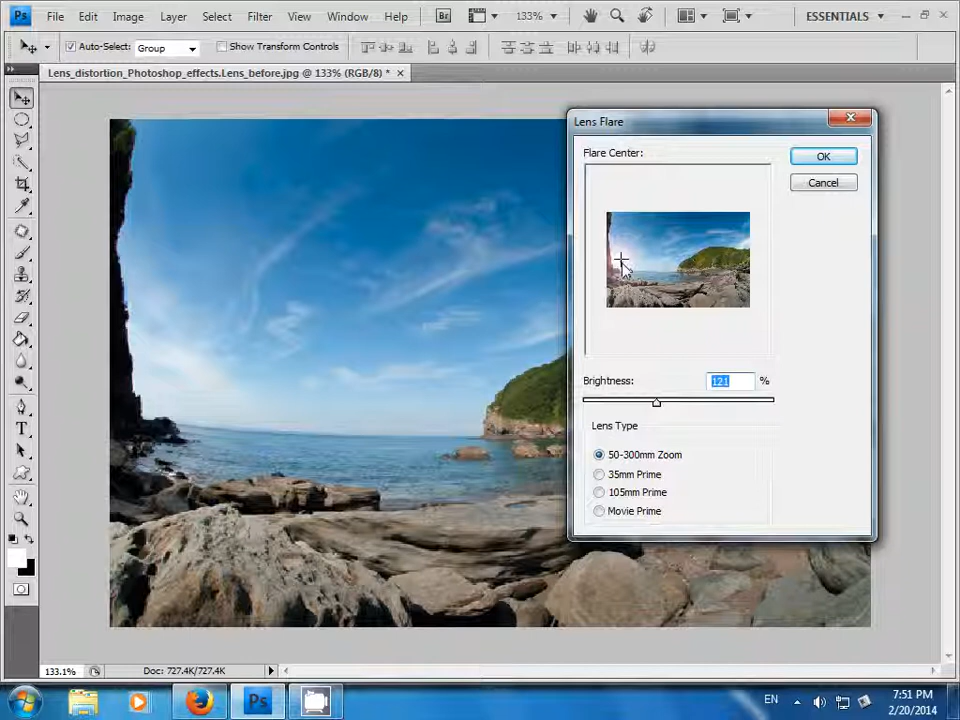 Ps File Edit Image Layer Select Filter View Window Help Br 133% ESSENTIALS
Auto-Select: Group Show Transform Controls
Lens_distortion_Photoshop_effects.Lens_before.jpg @ 133% (RGB/8) *
Lens Flare
Flare Center:
OK
Cancel
Brightness: 121 %
Lens Type
50-300mm Zoom
35mm Prime
105mm Prime
Movie Prime
T
133.1% Doc: 727.4K/727.4K
Ps EN 7:51 PM
2/20/2014